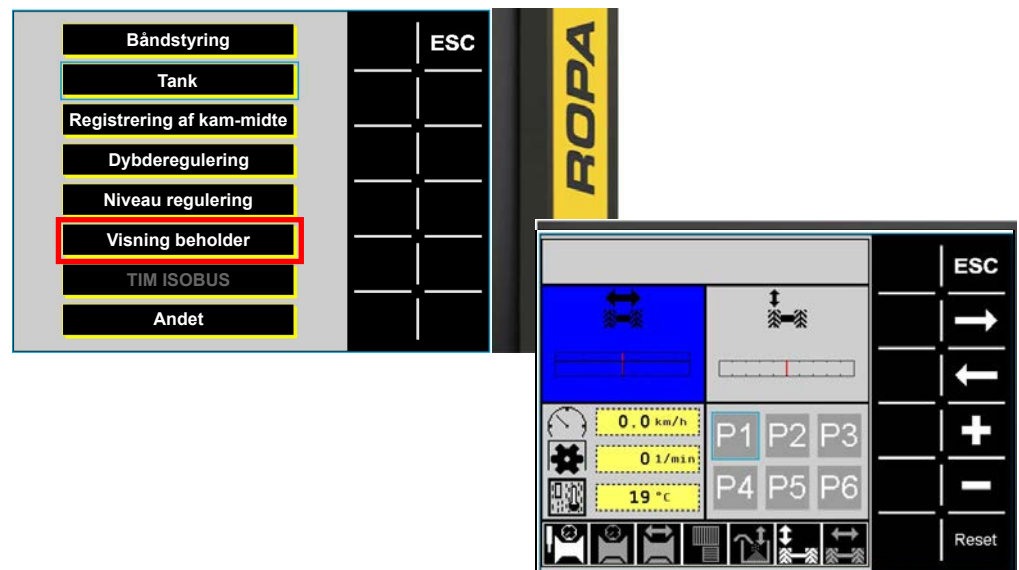 Båndstyring
ESC
Tank
Registrering af kam-midte
Dybderegulering
Niveau regulering
Visning beholder
TIM ISOBUS
Andet
ROPA
ESC
0.0 km/h
0 1/min
19 °C
P1 P2 P3
P4 P5 P6
Reset